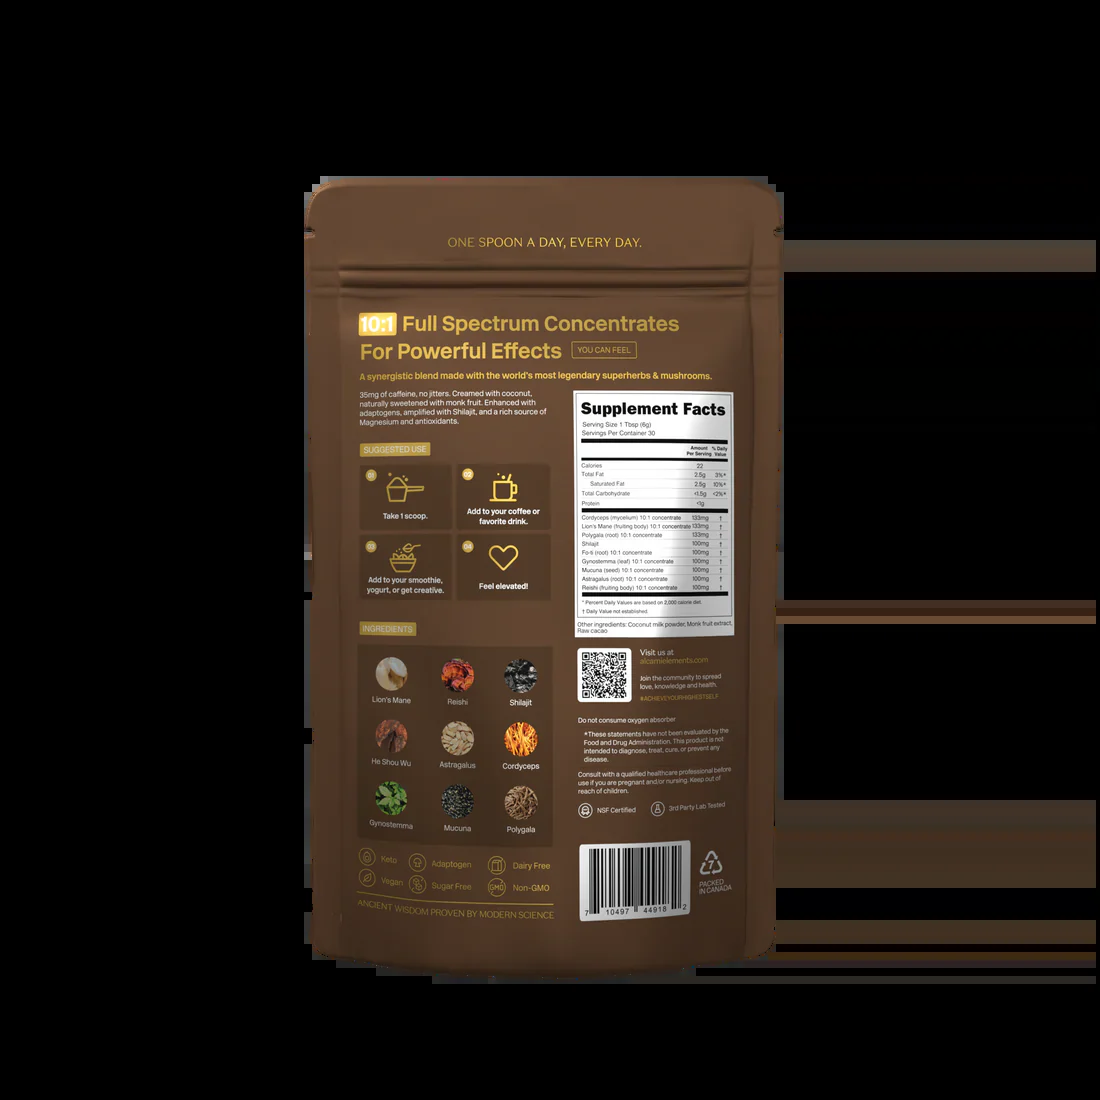 ONE SPOON A DAY, EVERY DAY.
10:1 Full Spectrum Concentrates
For Powerful Effects YOU CAN FEEL
A synergistic blend made with the world's most legendary superherbs & mushrooms.
35mg of caffeine, no jitters. Creamed with coconut,
naturally sweetened with monk fruit. Enhanced with
adaptogens, amplified with Shilajit, and a rich source of
Magnesium and antioxidants.
SUGGESTED USE
01
Take 1 scoop.
02
Add to your coffee or
favorite drink.
03
Add to your smoothie,
yogurt, or get creative.
04
Feel elevated!
INGREDIENTS
Lion's Mane
Reishi
Shilajit
He Shou Wu
Astragalus
Cordyceps
Gynostemma
Mucuna
Polygala
Keto
Adaptogen
Dairy Free
Vegan
Sugar Free
GMO
Non-GMO
ANCIENT WISDOM PROVEN BY MODERN SCIENCE
Supplement Facts
Serving Size 1 Tbsp (6g)
Servings Per Container 30
Amount Per Serving % Daily Value
Calories 22
Total Fat 2.5g 3%*
Saturated Fat 2.5g 10%*
Total Carbohydrate <1.5g <2%*
Protein <1g
Cordyceps (mycelium) 10:1 concentrate 133mg †
Lion's Mane (fruiting body) 10:1 concentrate 133mg †
Polygala (root) 10:1 concentrate 133mg †
Shilajit 100mg †
Fo-ti (root) 10:1 concentrate 100mg †
Gynostemma (leaf) 10:1 concentrate 100mg †
Mucuna (seed) 10:1 concentrate 100mg †
Astragalus (root) 10:1 concentrate 100mg †
Reishi (fruiting body) 10:1 concentrate 100mg †
* Percent Daily Values are based on 2,000 calorie diet.
† Daily Value not established.
Other ingredients: Coconut milk powder, Monk fruit extract,
Raw cacao
Visit us at
alcamielements.com
Join the community to spread
love, knowledge and health.
#ACHIEVEYOURHIGHESTSELF
Do not consume oxygen absorber
*These statements have not been evaluated by the
Food and Drug Administration. This product is not
intended to diagnose, treat, cure, or prevent any
disease.
Consult with a qualified healthcare professional before
use if you are pregnant and/or nursing. Keep out of
reach of children.
NSF Certified
3rd Party Lab Tested
7 10497 44918 2
7
PACKED
IN CANADA